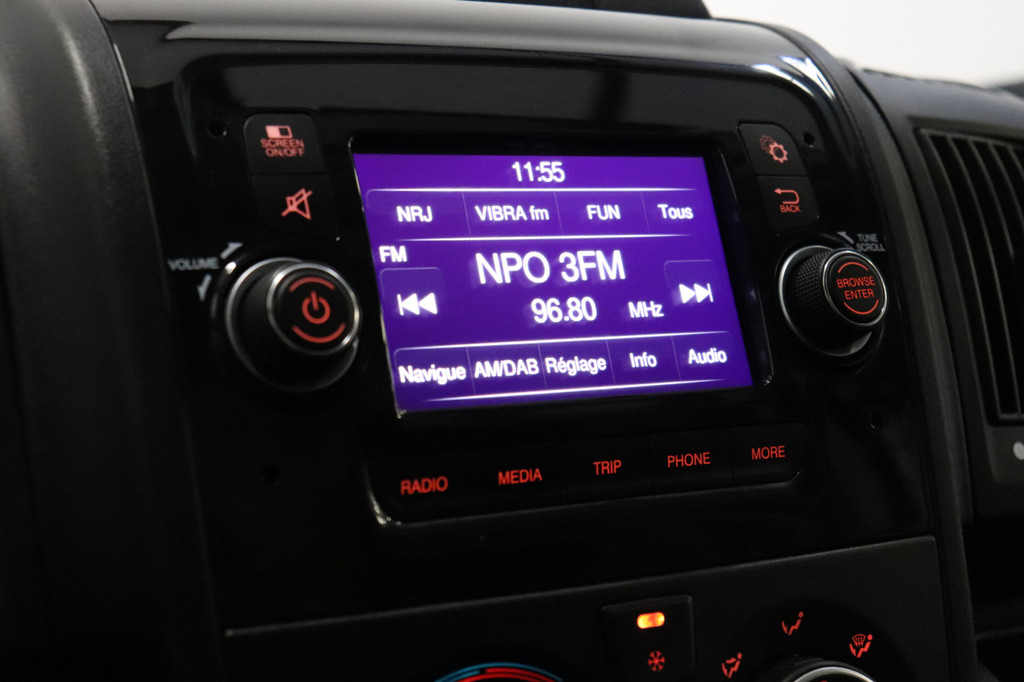 SCREEN
ON/OFF
VOLUME
11:55
NRJ VIBRA fm FUN Tous
FM
NPO 3FM
96.80 MHz
Navigue AM/DAB Réglage Info Audio
BACK
TUNE
SCROLL
BROWSE
ENTER
RADIO MEDIA TRIP PHONE MORE